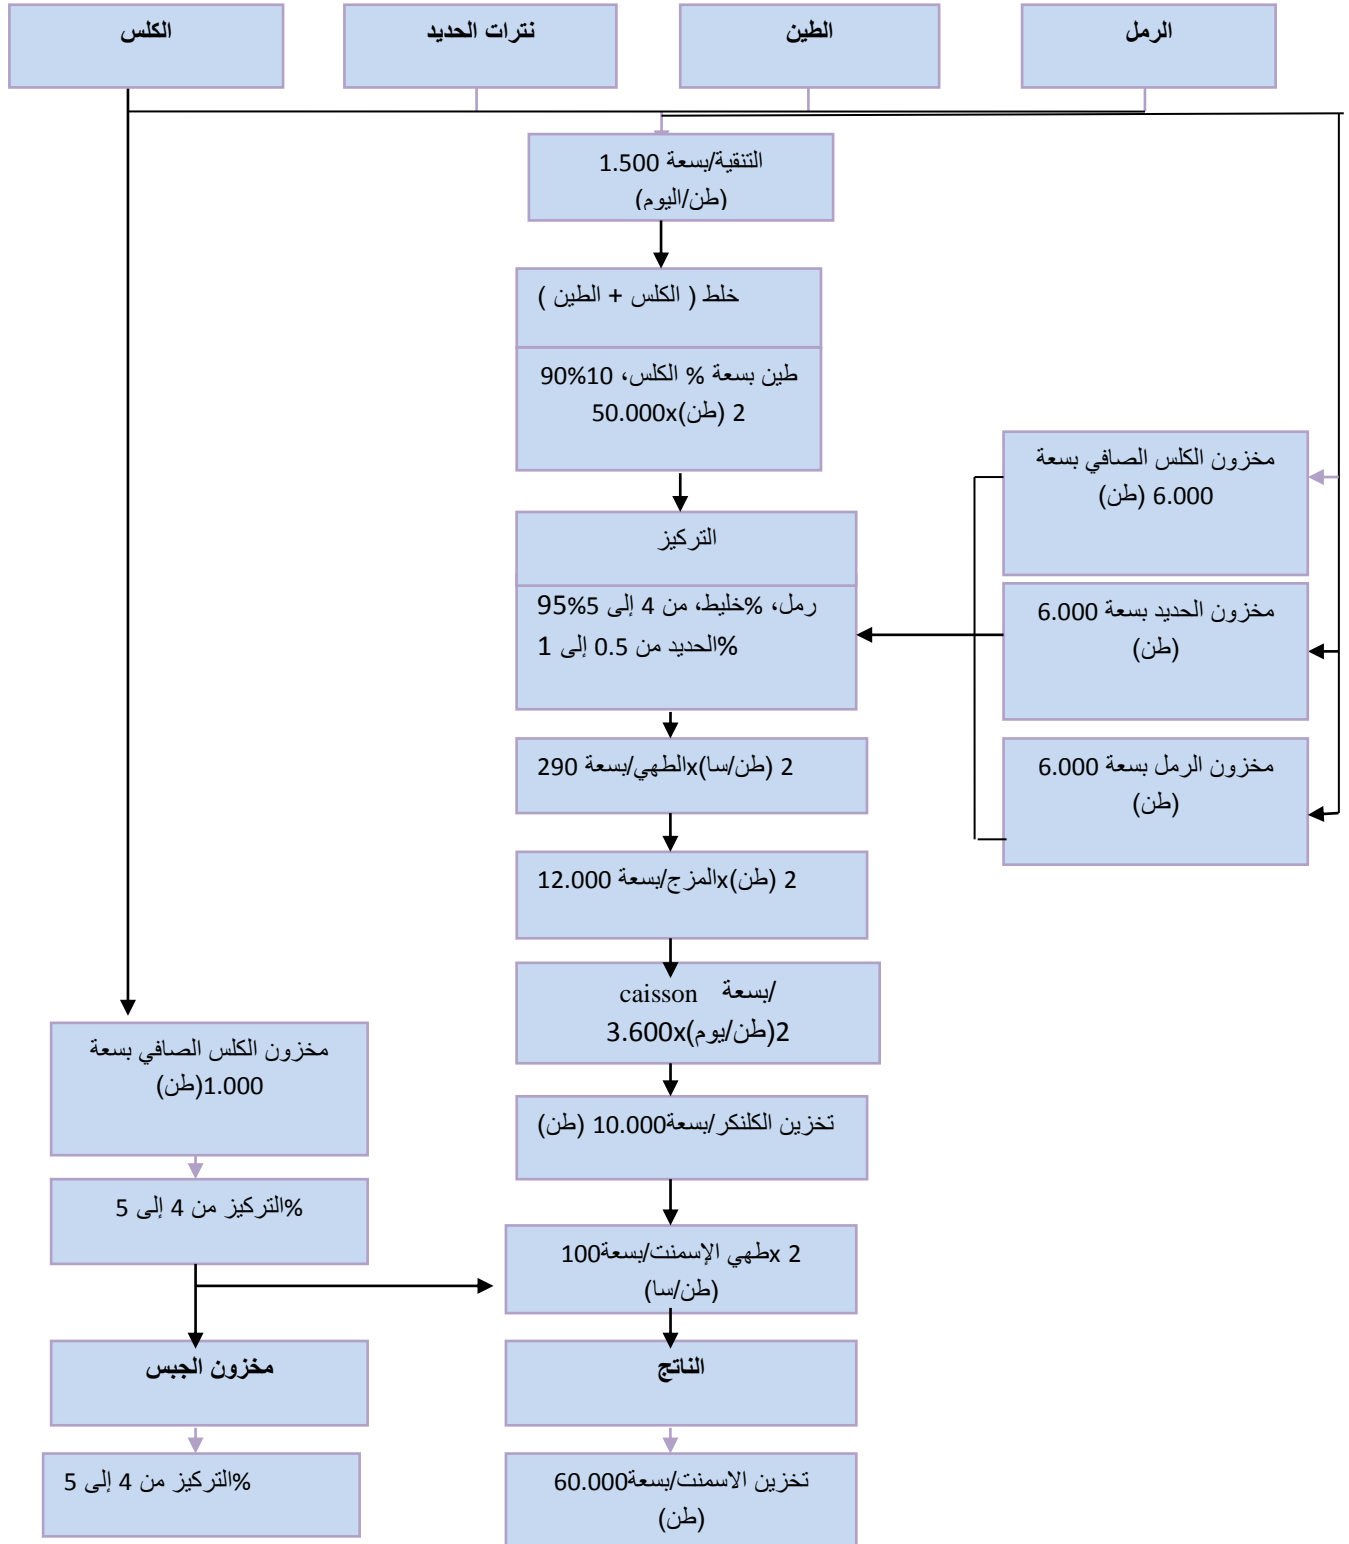 الرمل
الطين
نترات الحديد
الكلس
التنقية/بسعة 1.500
(طن/اليوم)
خلط ( الكلس + الطين )
طين بسعة % الكلس، 10%90
2 (طن)50.000x
مخزون الكلس الصافي بسعة
6.000 (طن)
التركيز
رمل، %خليط، من 4 إلى 5%95
%الحديد من 0.5 إلى 1
مخزون الحديد بسعة 6.000
(طن)
مخزون الرمل بسعة 6.000
(طن)
2 (طن/سا)xالطهي/بسعة 290
2 (طن)xالمزج/بسعة 12.000
/بسعة caisson
2(طن/يوم)3.600x
مخزون الكلس الصافي بسعة
1.000(طن)
تخزين الكلنكر/بسعة10.000 (طن)
%التركيز من 4 إلى 5
2 xطهي الإسمنت/بسعة100
(طن/سا)
مخزون الجبس
الناتج
%التركيز من 4 إلى 5
تخزين الاسمنت/بسعة60.000
(طن)